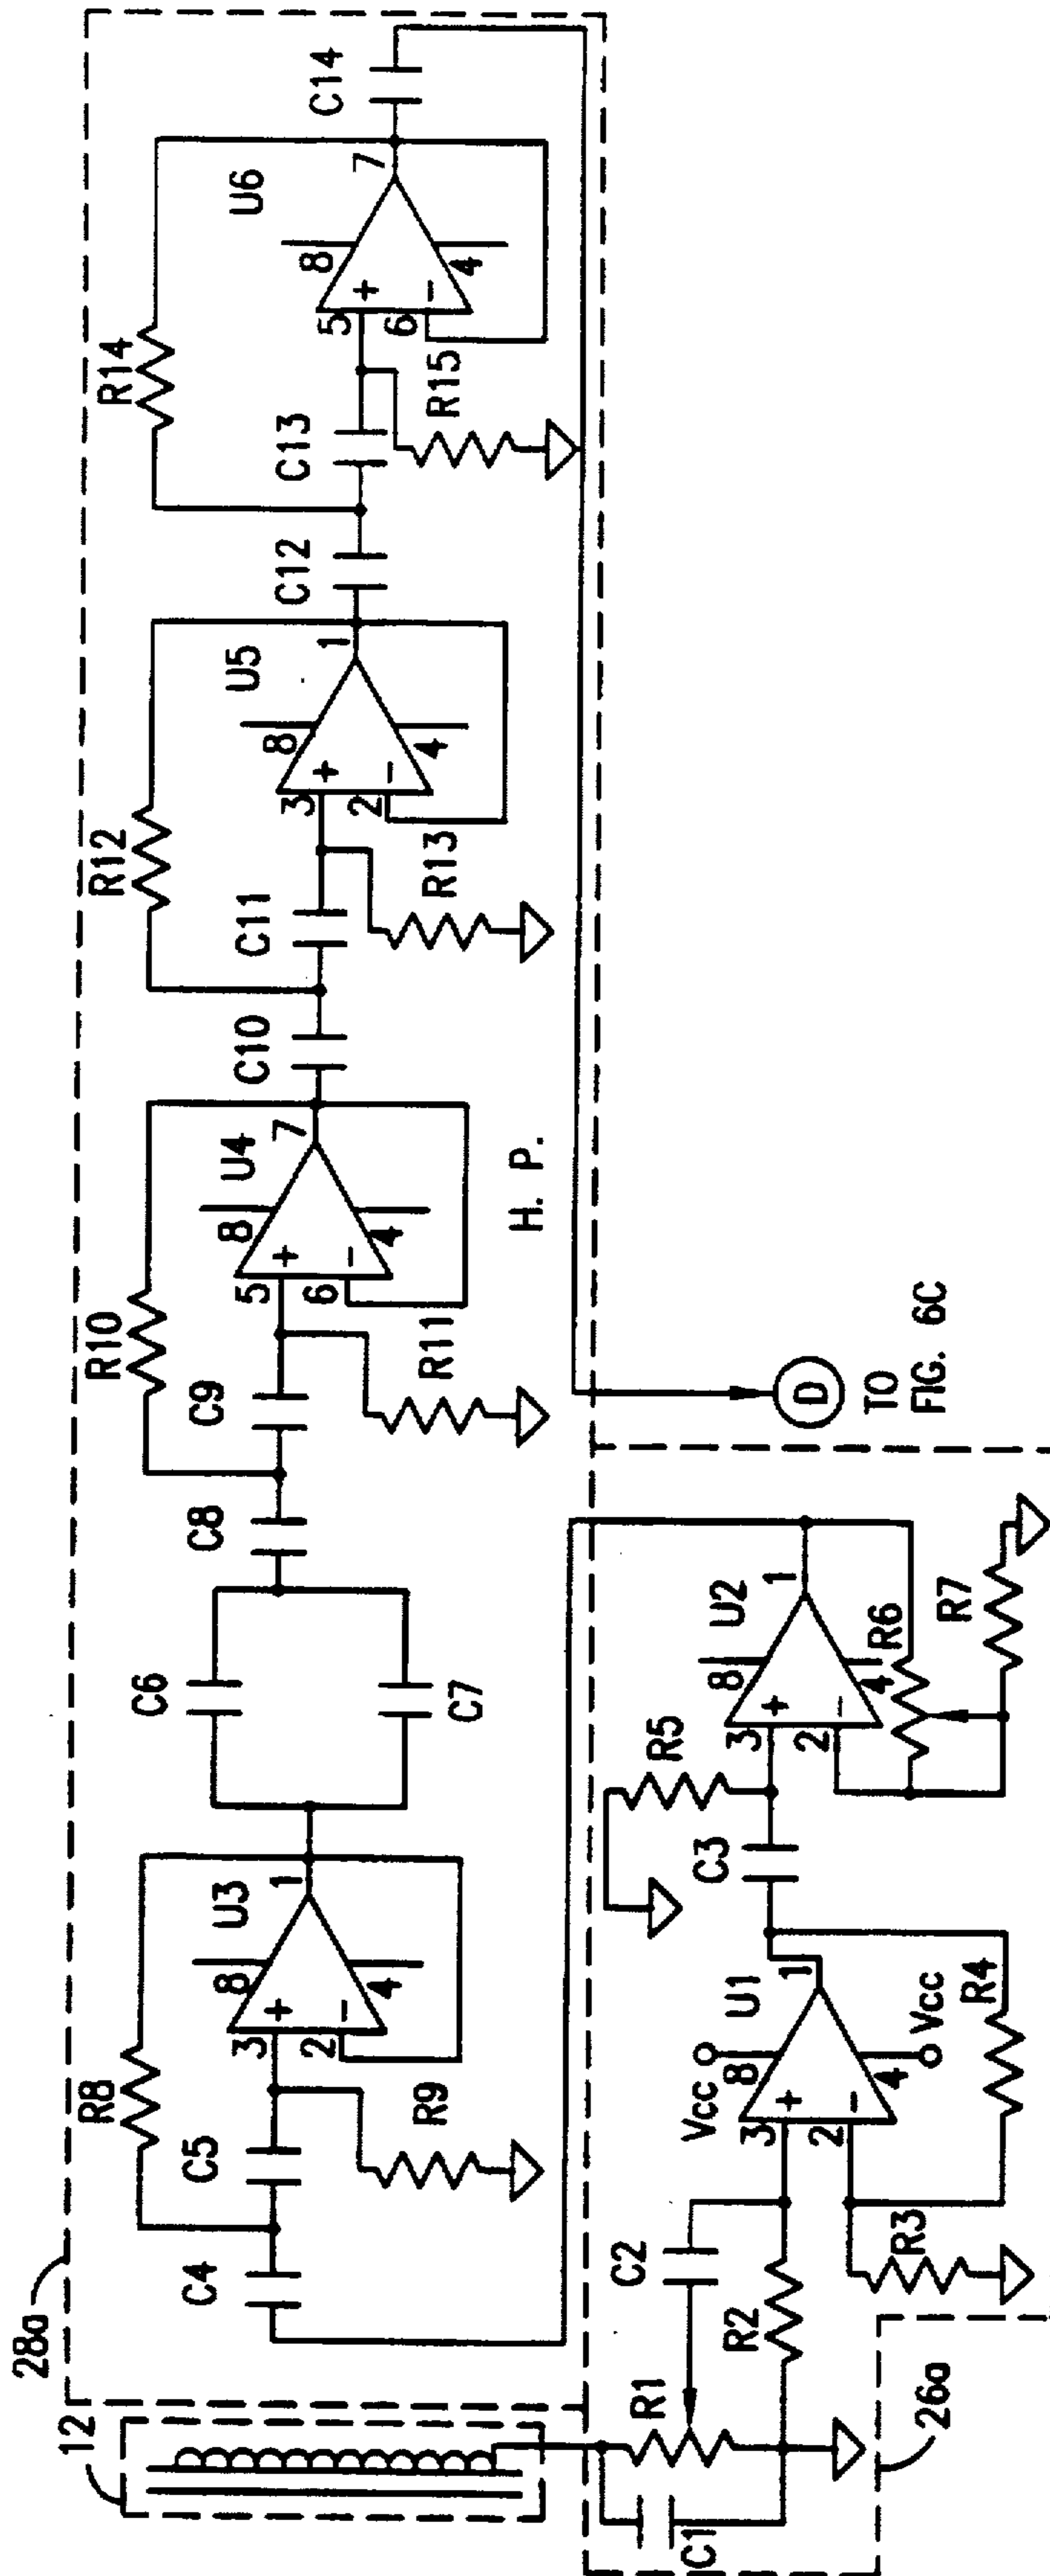 28a
12
C4
R8
C5
3
2
+
−
8
4
U3
1
R9
C6
C7
C8
R10
C9
5
6
+
−
8
4
U4
7
R11
H. P.
C10
R12
C11
3
2
+
−
8
4
U5
1
R13
C12
R14
C13
5
6
+
−
8
4
U6
7
R15
C14
C1
R1
C2
R2
26a
R3
Vcc
3
2
+
−
8
4
U1
1
Vcc
R4
C3
R5
3
2
+
−
8
4
U2
1
R6
R7
D
TO
FIG. 6C